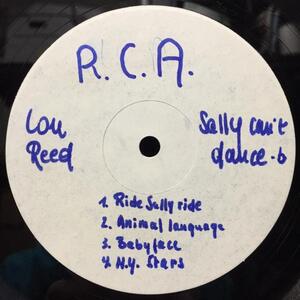 R.C.A.
Lou
Reed
Sally can't
dance - b
1. Ride Sally ride
2. Animal language
3. Babyface
4. N.Y. Stars